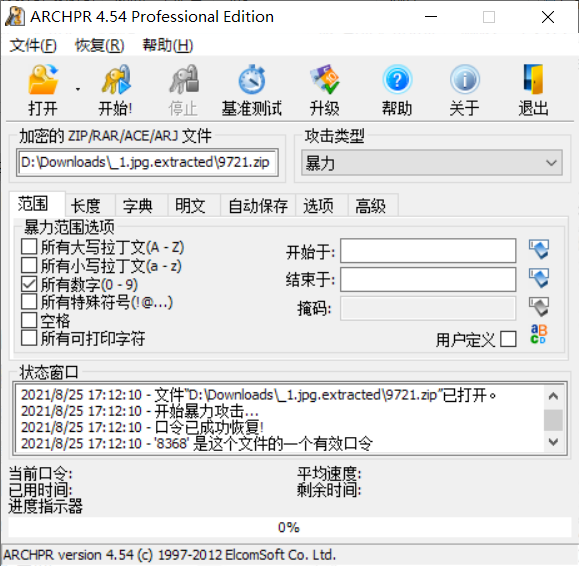 ARCHPR 4.54 Professional Edition
文件(F) 恢复(R) 帮助(H)
打开 开始! 停止 基准测试 升级 帮助 关于 退出
加密的 ZIP/RAR/ACE/ARJ 文件
D:\Downloads\_1.jpg.extracted\9721.zip
攻击类型
暴力
范围 长度 字典 明文 自动保存 选项 高级
暴力范围选项
所有大写拉丁文(A - Z)
所有小写拉丁文(a - z)
所有数字(0 - 9)
所有特殊符号(!@...)
空格
所有可打印字符
开始于:
结束于:
掩码:
用户定义
aB
CD
状态窗口
2021/8/25 17:12:10 - 文件“D:\Downloads\_1.jpg.extracted\9721.zip”已打开。
2021/8/25 17:12:10 - 开始暴力攻击...
2021/8/25 17:12:10 - 口令已成功恢复!
2021/8/25 17:12:10 - '8368' 是这个文件的一个有效口令
当前口令: 平均速度:
已用时间: 剩余时间:
进度指示器
0%
ARCHPR version 4.54 (c) 1997-2012 ElcomSoft Co. Ltd.